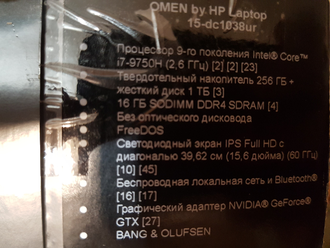 OMEN by HP Laptop
15-dc1038ur
Процессор 9-го поколения Intel® Core™
i7-9750H (2,6 ГГц) [2] [2] [23]
Твердотельный накопитель 256 ГБ +
жесткий диск 1 ТБ [3]
16 ГБ SODIMM DDR4 SDRAM [4]
Без оптического дисковода
FreeDOS
Светодиодный экран IPS Full HD с
диагональю 39,62 см (15,6 дюйма) (60 ГГц)
[10] [45]
Беспроводная локальная сеть и Bluetooth®
[16] [17]
Графический адаптер NVIDIA® GeForce®
GTX [27]
BANG & OLUFSEN